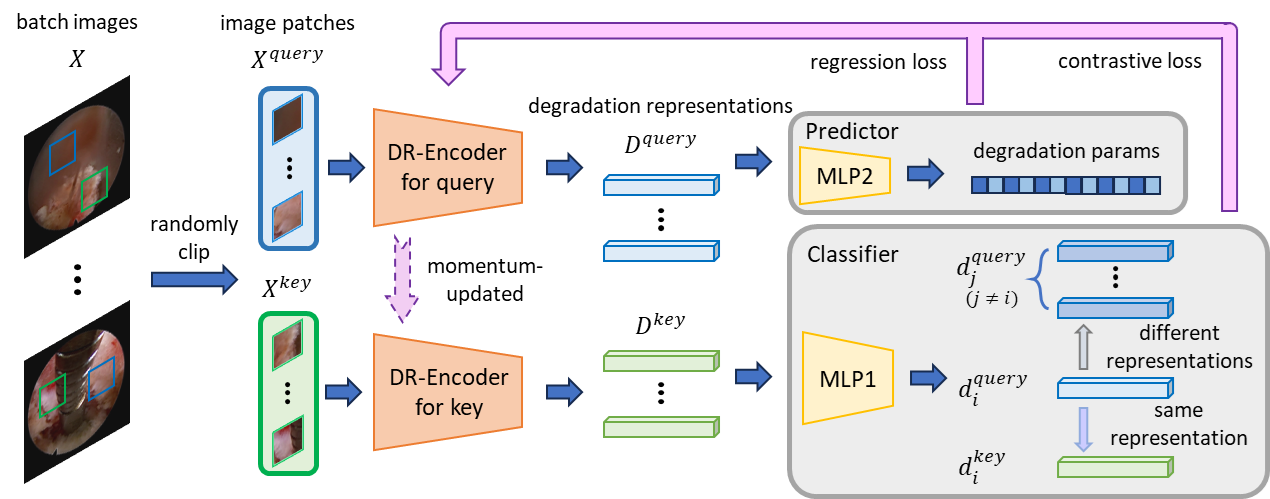 batch images
X
image patches
X^query
randomly
clip
X^key
DR-Encoder
for query
momentum-
updated
DR-Encoder
for key
degradation representations
D^query
D^key
regression loss
contrastive loss
Predictor
MLP2
degradation params
Classifier
MLP1
d_j^query
(j ≠ i)
different
representations
d_i^query
same
representation
d_i^key